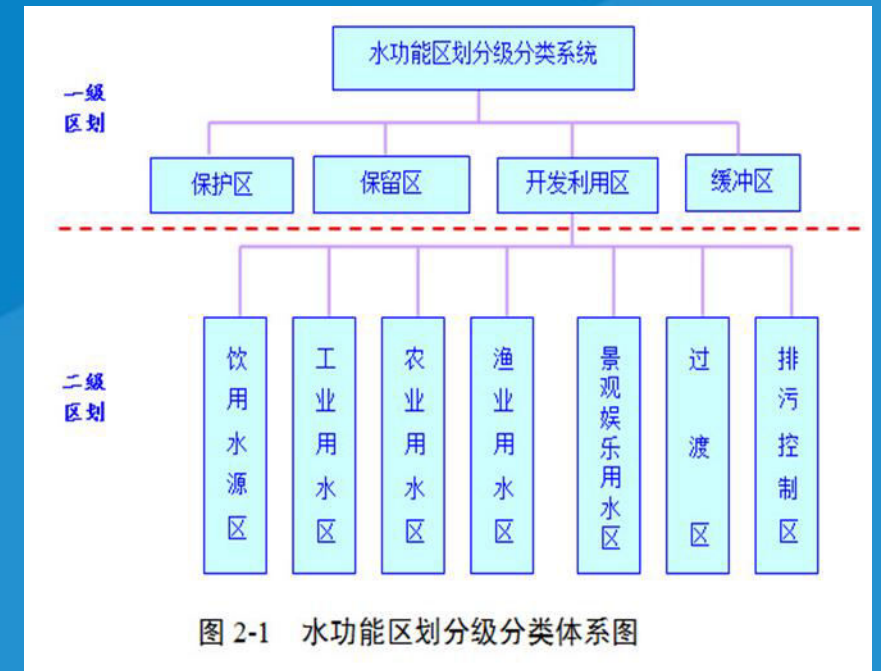 水功能区划分级分类系统
一级
区划
保护区
保留区
开发利用区
缓冲区
二级
区划
饮用水源区
工业用水区
农业用水区
渔业用水区
景观娱乐用水区
过渡区
排污控制区
图 2-1 水功能区划分级分类体系图